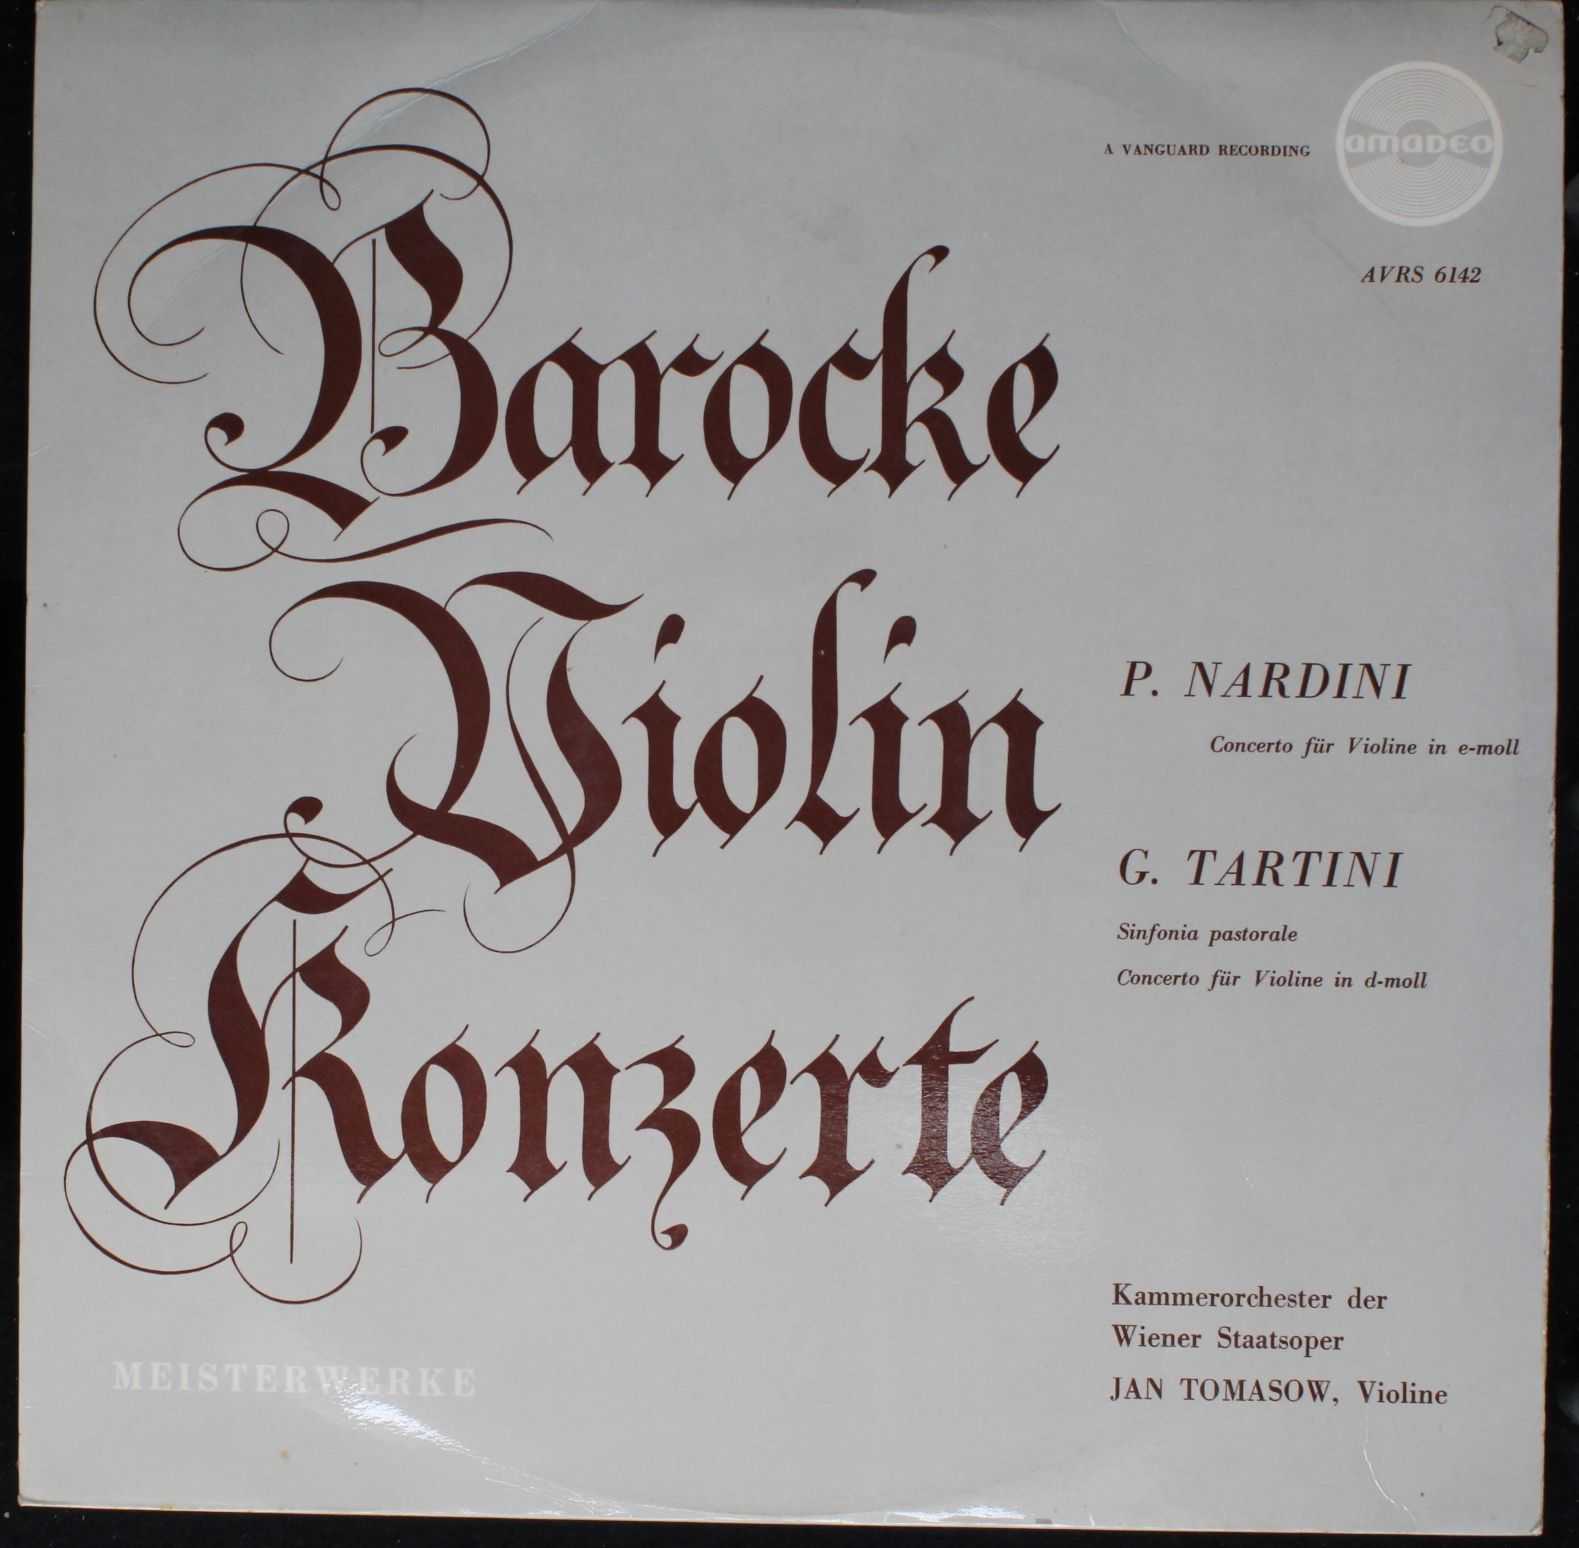 A VANGUARD RECORDING
amadeo
AVRS 6142
Barocke
Violin
Konzerte
P. NARDINI
Concerto für Violine in e-moll
G. TARTINI
Sinfonia pastorale
Concerto für Violine in d-moll
Kammerorchester der
Wiener Staatsoper
JAN TOMASOW, Violine
MEISTERWERKE